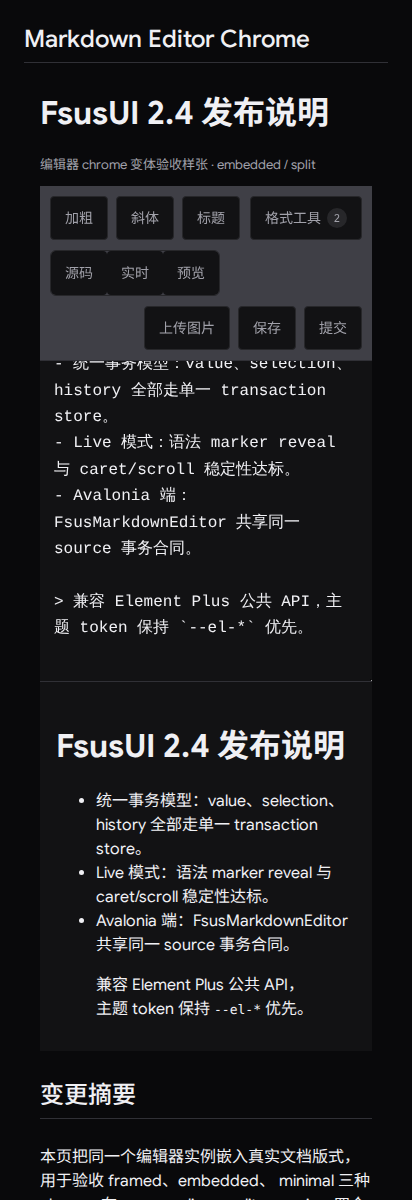 Markdown Editor Chrome
FsusUI 2.4 发布说明
编辑器 chrome 变体验收样张 · embedded / split
加粗 斜体 标题 格式工具 2
源码 实时 预览
上传图片 保存 提交
- 统一事务模型：value、selection、
history 全部走单一 transaction
store。
- Live 模式：语法 marker reveal
与 caret/scroll 稳定性达标。
- Avalonia 端：
FsusMarkdownEditor 共享同一
source 事务合同。
> 兼容 Element Plus 公共 API，主
题 token 保持 `--el-*` 优先。
FsusUI 2.4 发布说明
• 统一事务模型：value、selection、
history 全部走单一 transaction
store。
• Live 模式：语法 marker reveal 与
caret/scroll 稳定性达标。
• Avalonia 端：FsusMarkdownEditor
共享同一 source 事务合同。
兼容 Element Plus 公共 API，
主题 token 保持 --el-* 优先。
变更摘要
本页把同一个编辑器实例嵌入真实文档版式，
用于验收 framed、embedded、 minimal 三种